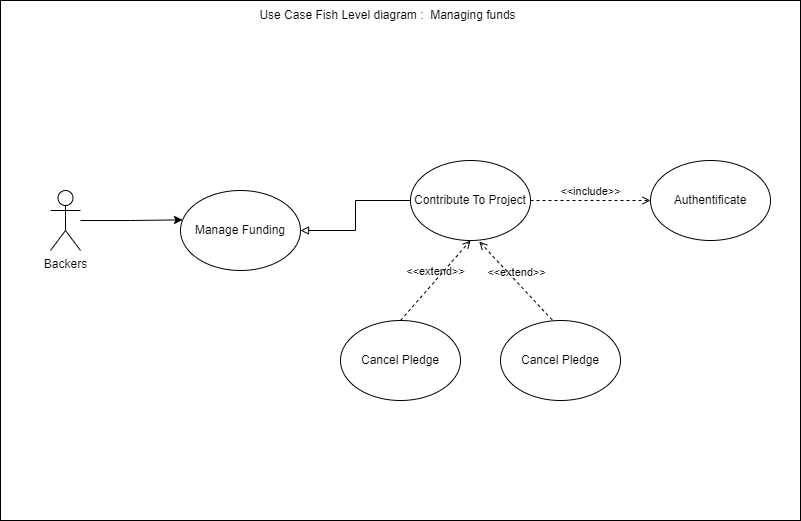 Use Case Fish Level diagram :  Managing funds
Contribute To Project
<<include>>
Authentificate
Manage Funding
Backers
<<extend>>
<<extend>>
Cancel Pledge
Cancel Pledge